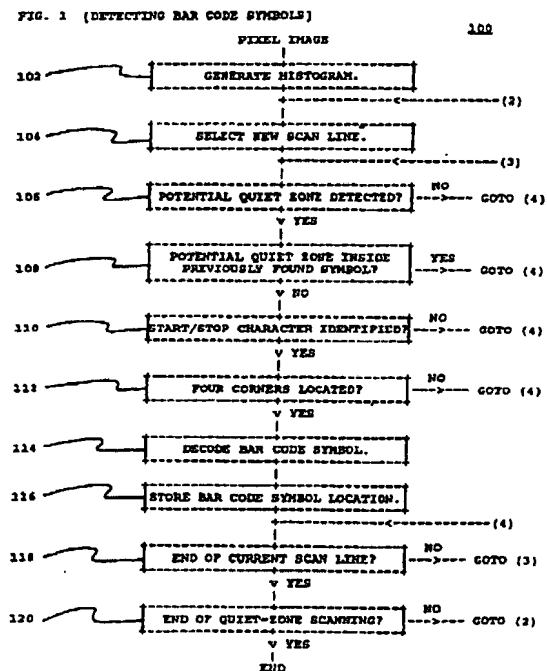 FIG. 1 [DETECTING BAR CODE SYMBOLS]
100
PIXEL IMAGE
102 GENERATE HISTOGRAM.
(2)
104 SELECT NEW SCAN LINE.
(3)
106 POTENTIAL QUIET ZONE DETECTED? NO GOTO (4)
YES
108 POTENTIAL QUIET ZONE INSIDE PREVIOUSLY FOUND SYMBOL? YES GOTO (4)
NO
110 START/STOP CHARACTER IDENTIFIED? NO GOTO (4)
YES
112 FOUR CORNERS LOCATED? NO GOTO (4)
YES
114 DECODE BAR CODE SYMBOL.
116 STORE BAR CODE SYMBOL LOCATION.
(4)
118 END OF CURRENT SCAN LINE? NO GOTO (3)
YES
120 END OF QUIET-ZONE SCANNING? NO GOTO (2)
YES
END